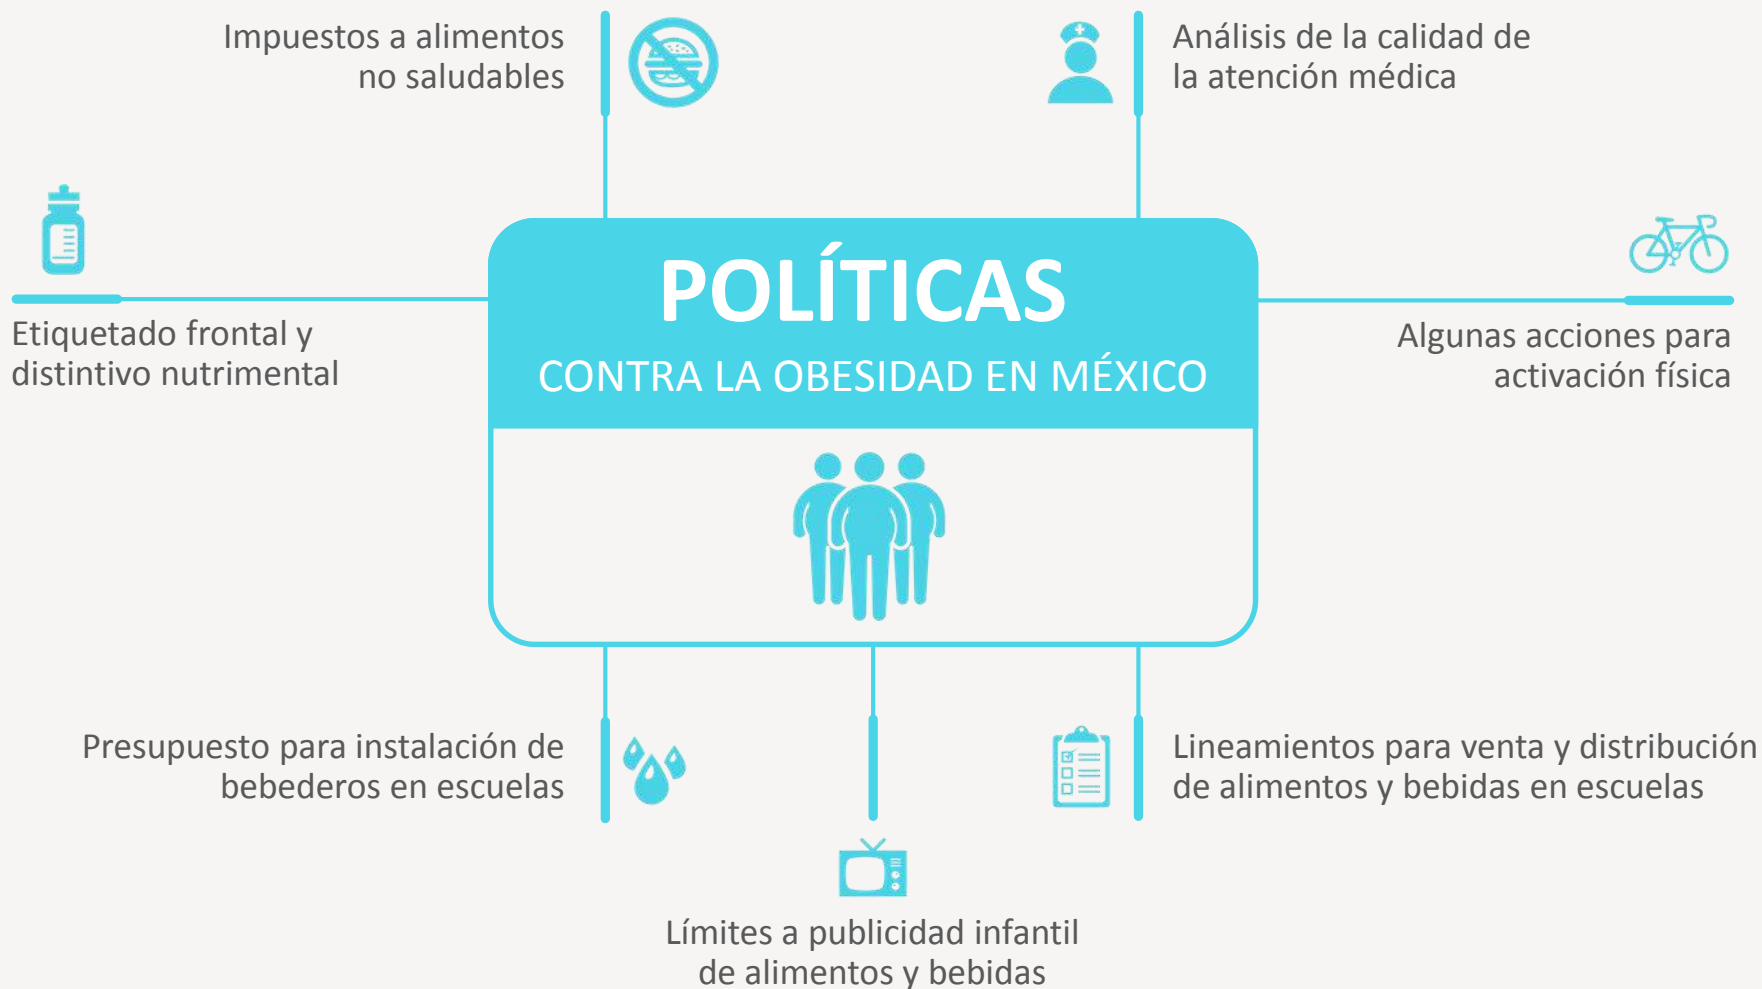 Impuestos a alimentos
no saludables
Análisis de la calidad de
la atención médica
Etiquetado frontal y
distintivo nutrimental
POLÍTICAS
CONTRA LA OBESIDAD EN MÉXICO
Algunas acciones para
activación física
Presupuesto para instalación de
bebederos en escuelas
Lineamientos para venta y distribución
de alimentos y bebidas en escuelas
Límites a publicidad infantil
de alimentos y bebidas